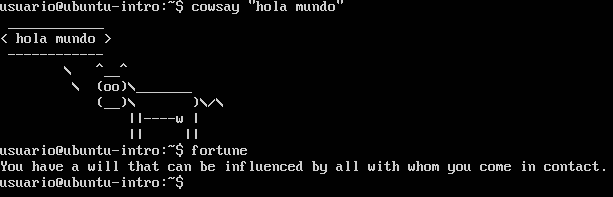 usuario@ubuntu-intro:~$ cowsay "hola mundo"
 ____________
< hola mundo >
 ------------
        \   ^__^
         \  (oo)\_______
            (__)\       )\/\
                ||----w |
                ||     ||
usuario@ubuntu-intro:~$ fortune
You have a will that can be influenced by all with whom you come in contact.
usuario@ubuntu-intro:~$